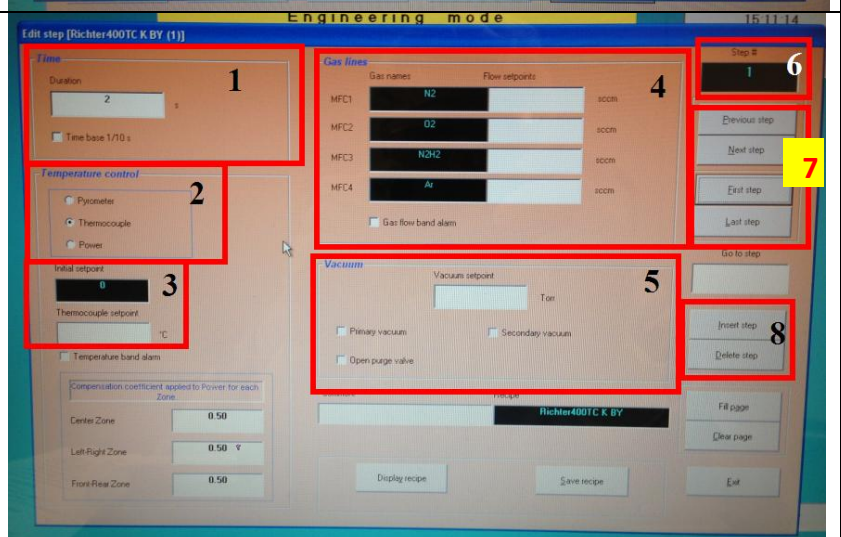 Engineering mode
15:11:14
Edit step [Richter400TC K BY (1)]
Time
1
Duration
2
s
Time base 1/10 s
Temperature control
2
Pyrometer
Thermocouple
Power
Initial setpoint
0
3
Thermocouple setpoint
°C
Temperature band alarm
Compensation coefficient applied to Power for each
Zone
Center Zone 0.50
Left-Right Zone 0.50
Front-Rear Zone 0.50
Gas lines
Gas names Flow setpoints
4
MFC1 N2 sccm
MFC2 O2 sccm
MFC3 N2H2 sccm
MFC4 Ar sccm
Gas flow band alarm
Vacuum
5
Vacuum setpoint
Torr
Primary vacuum Secondary vacuum
Open purge valve
Recipe
Richter400TC K BY
Display recipe Save recipe
Step #
1
6
Previous step
Next step
7
First step
Last step
Go to step
Insert step
8
Delete step
Fill page
Clear page
Exit